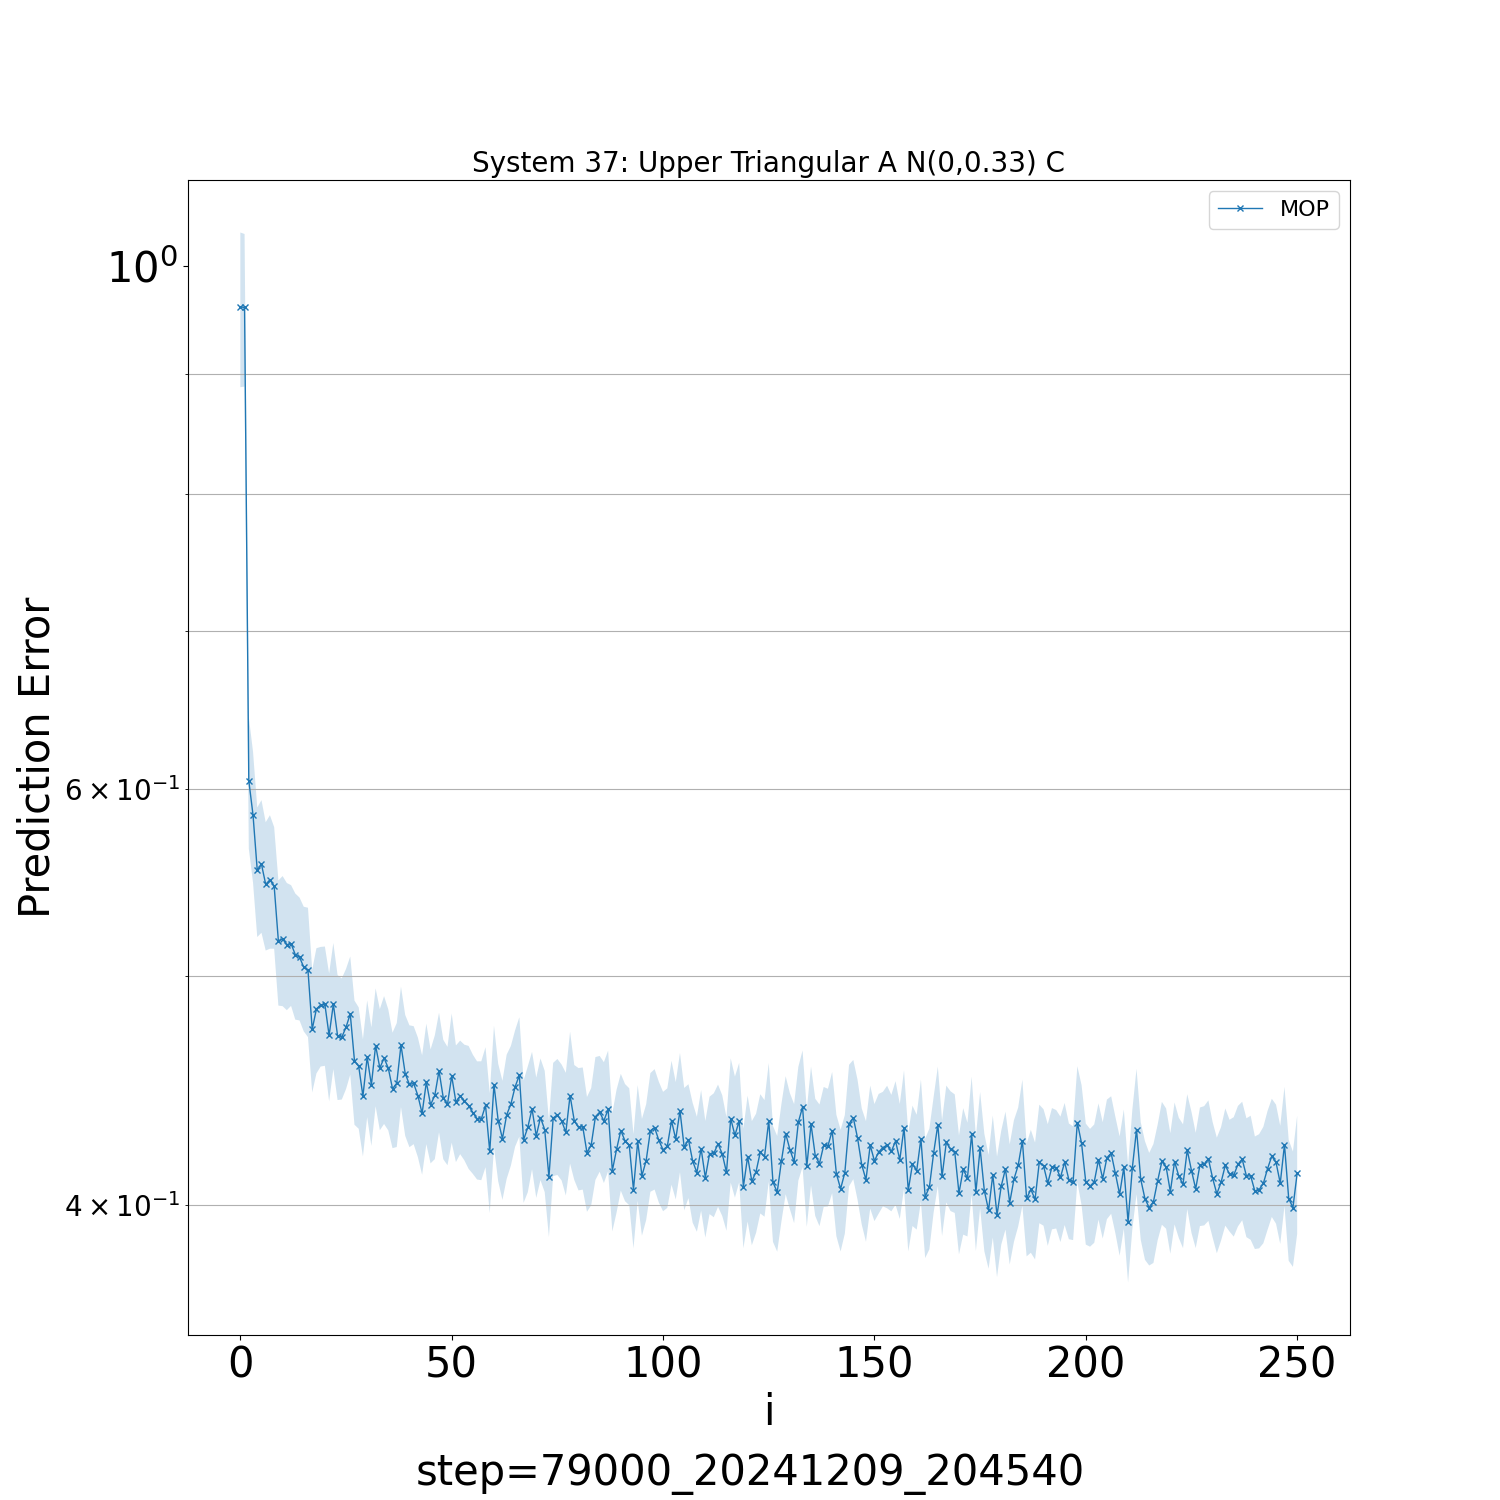 System 37: Upper Triangular A N(0,0.33) C
MOP
10⁰
6 × 10⁻¹
4 × 10⁻¹
Prediction Error
0 50 100 150 200 250
i
step=79000_20241209_204540